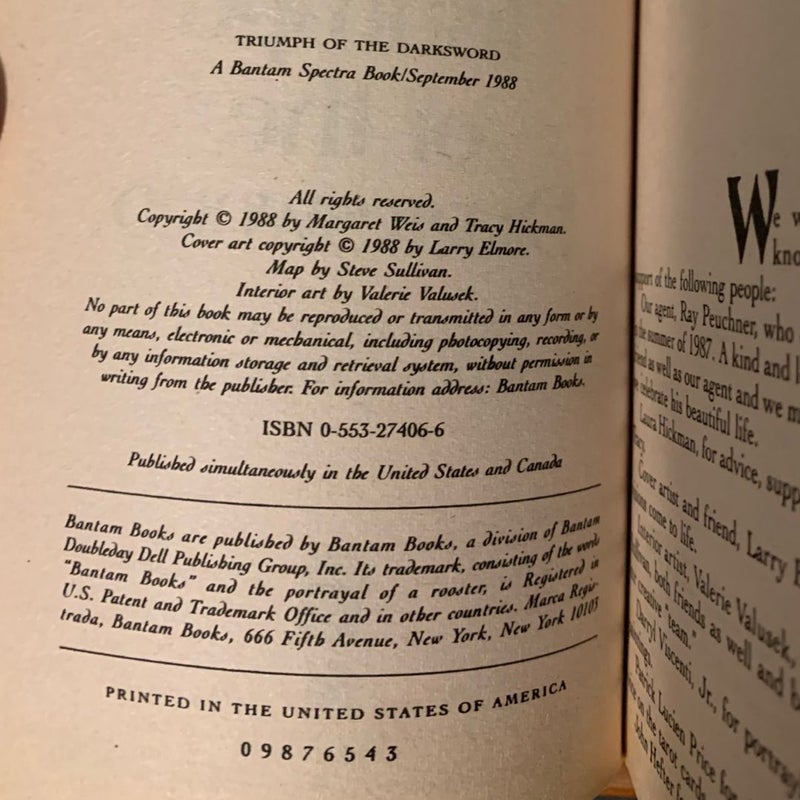 TRIUMPH OF THE DARKSWORD
A Bantam Spectra Book/September 1988
All rights reserved.
Copyright © 1988 by Margaret Weis and Tracy Hickman.
Cover art copyright © 1988 by Larry Elmore.
Map by Steve Sullivan.
Interior art by Valerie Valusek.
No part of this book may be reproduced or transmitted in any form or by
any means, electronic or mechanical, including photocopying, recording, or
by any information storage and retrieval system, without permission in
writing from the publisher. For information address: Bantam Books.
ISBN 0-553-27406-6
Published simultaneously in the United States and Canada
Bantam Books are published by Bantam Books, a division of Bantam
Doubleday Dell Publishing Group, Inc. Its trademark, consisting of the words
"Bantam Books" and the portrayal of a rooster, is Registered in
U.S. Patent and Trademark Office and in other countries. Marca Regis-
trada, Bantam Books, 666 Fifth Avenue, New York, New York 10103
PRINTED IN THE UNITED STATES OF AMERICA
0 9 8 7 6 5 4 3
We
of the following people:
Our agent, Ray Peuchner, who
the summer of 1987. A kind and
as well as our agent and we
celebrate his beautiful life.
Laura Hickman, for advice,
Cover artist and friend, Larry
come to life.
Interior artist, Valerie Valusek,
both friends as well and
creative "team."
Darryl Viscenti, Jr., for
Patrick Lucien Price for
on the tarot cards
John Hefter